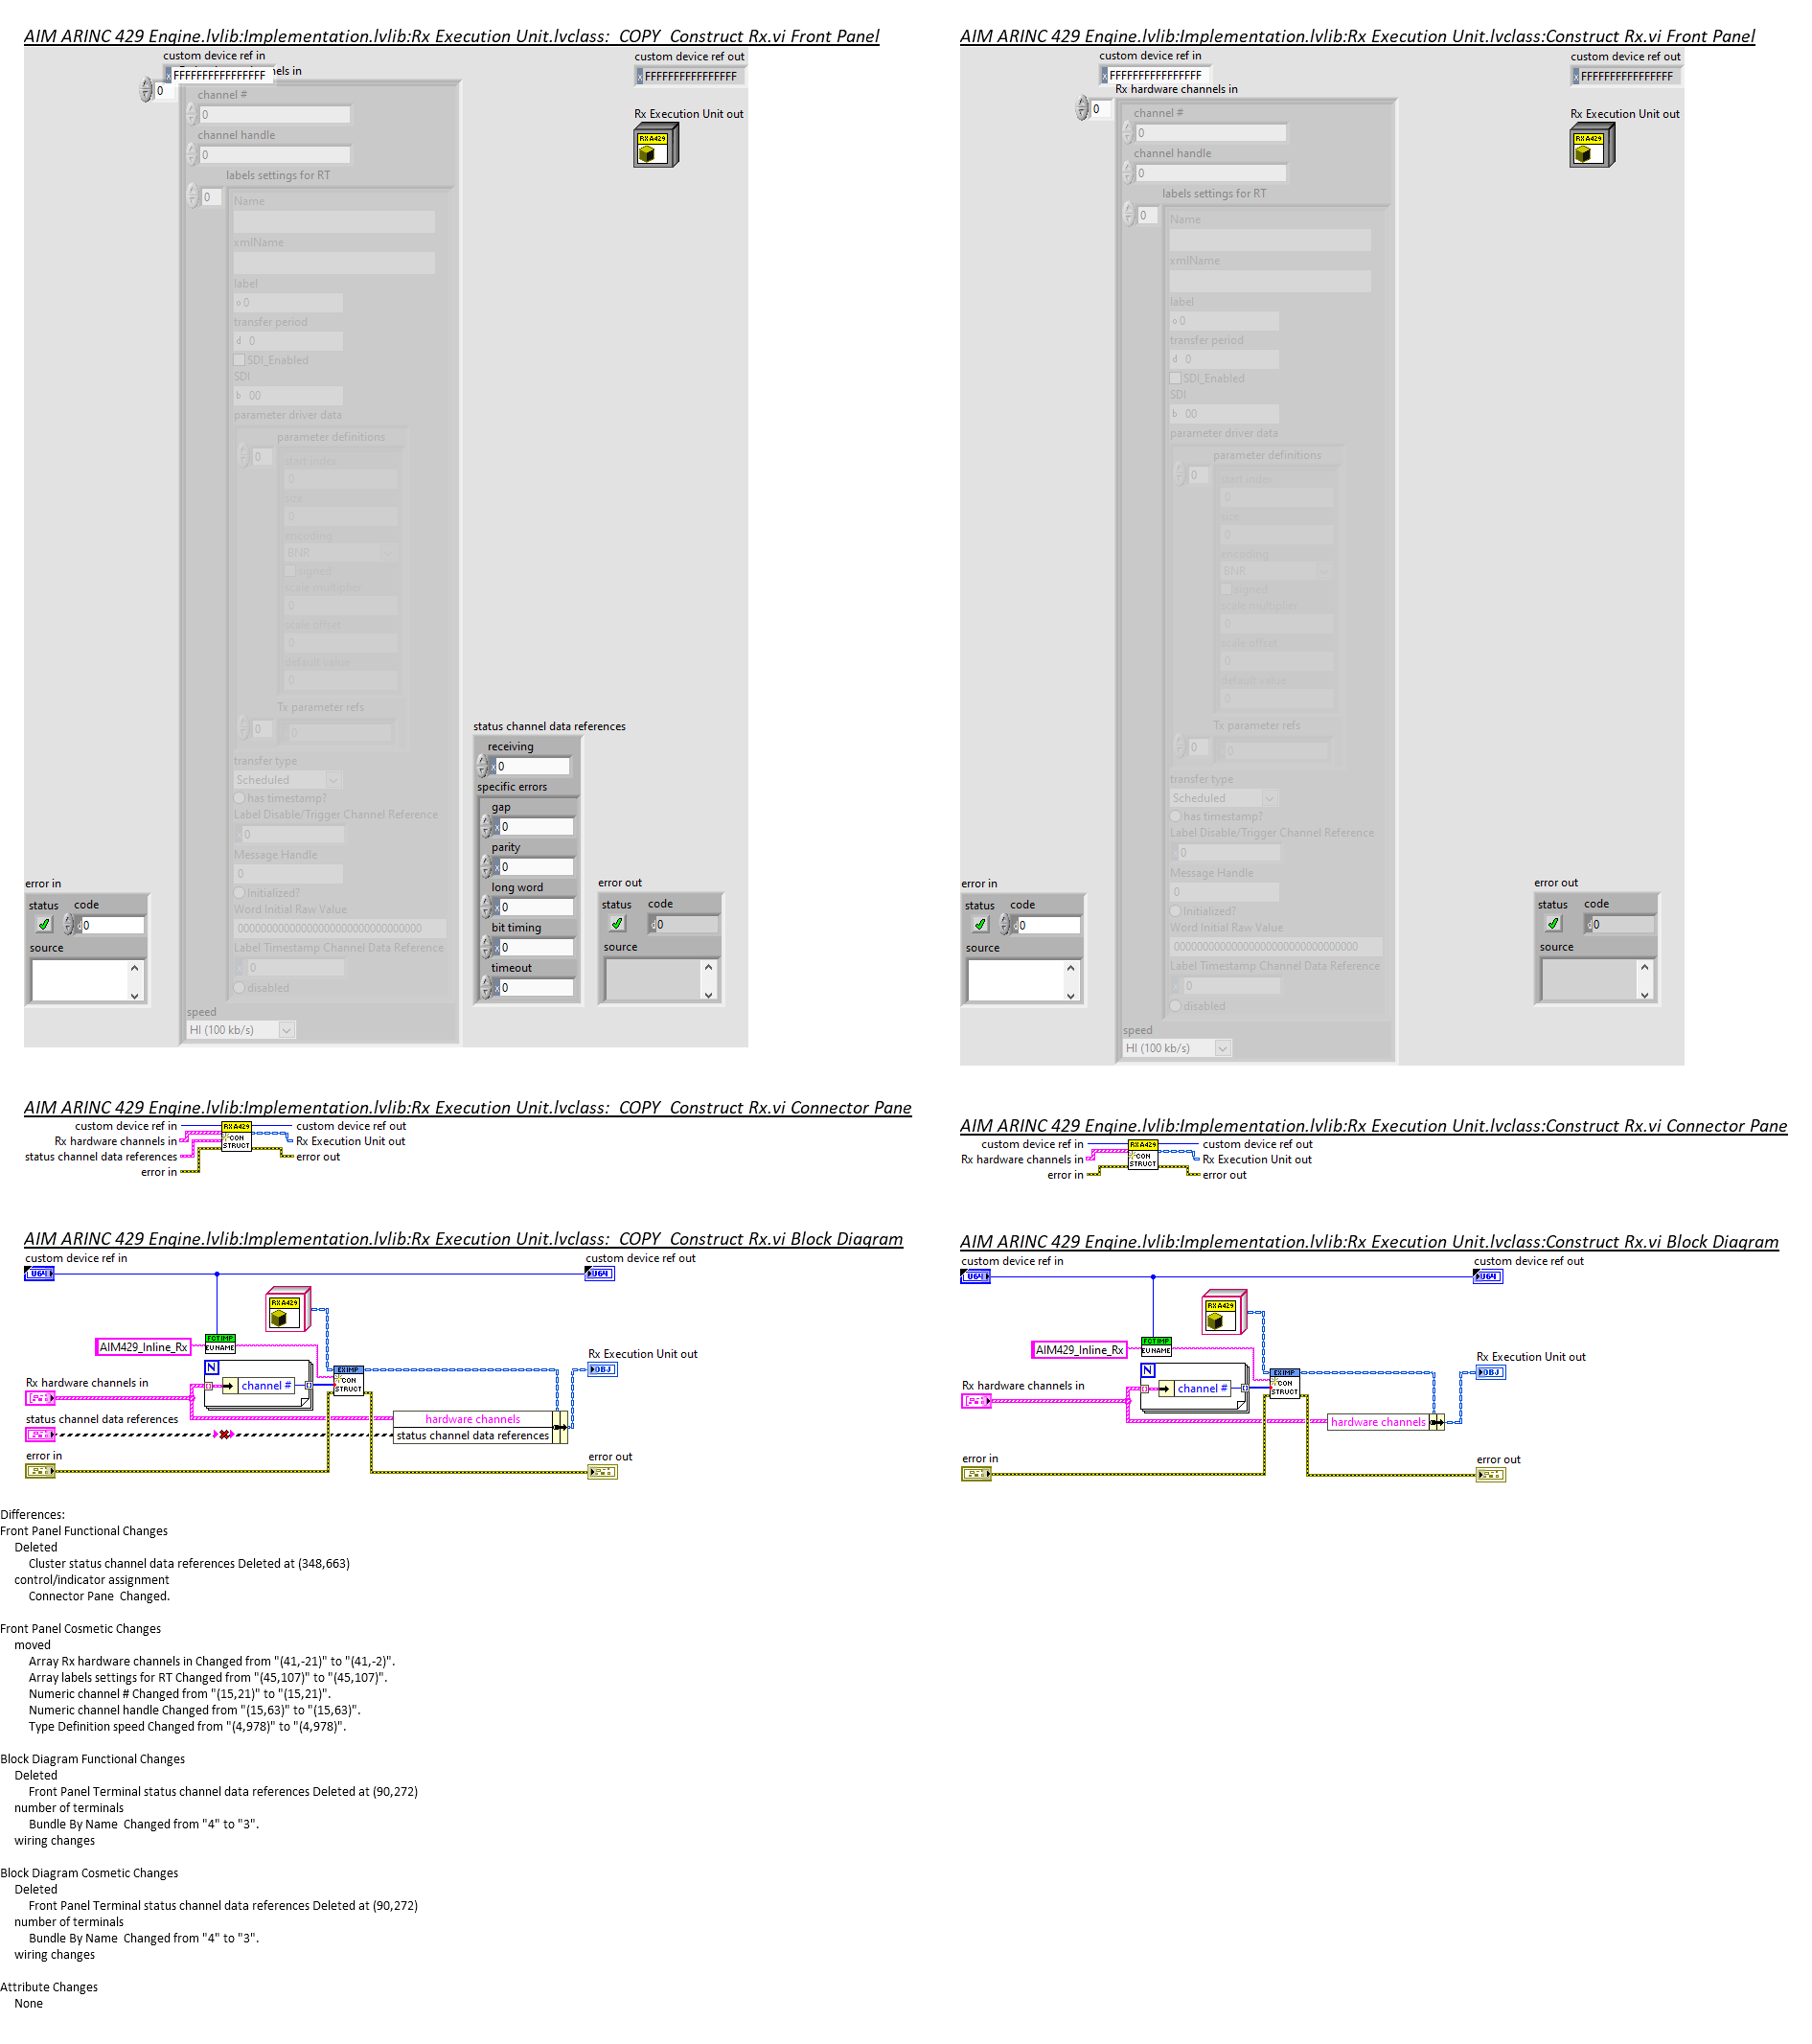 AIM ARINC 429 Engine.lvlib:Implementation.lvlib:Rx Execution Unit.lvclass:_COPY_Construct Rx.vi Front Panel
custom device ref in
x FFFFFFFFFFFFFFFF
nels in
0
channel #
0
channel handle
0
labels settings for RT
0
Name
xmlName
label
o 0
transfer period
d 0
SDI_Enabled
SDI
b 00
parameter driver data
parameter definitions
0
start index
0
size
0
encoding
BNR
signed
scale multiplier
0
scale offset
0
default value
0
Tx parameter refs
0
0
transfer type
Scheduled
has timestamp?
Label Disable/Trigger Channel Reference
0
Message Handle
0
Initialized?
Word Initial Raw Value
00000000000000000000000000000000
Label Timestamp Channel Data Reference
0
disabled
speed
HI (100 kb/s)
custom device ref out
x FFFFFFFFFFFFFFFF
Rx Execution Unit out
RXA429
status channel data references
receiving
x 0
specific errors
gap
x 0
parity
x 0
long word
x 0
bit timing
x 0
timeout
x 0
error in
status code
d 0
source
error out
status code
d 0
source
AIM ARINC 429 Engine.lvlib:Implementation.lvlib:Rx Execution Unit.lvclass:Construct Rx.vi Front Panel
custom device ref in
x FFFFFFFFFFFFFFFF
Rx hardware channels in
0
channel #
0
channel handle
0
labels settings for RT
0
Name
xmlName
label
o 0
transfer period
d 0
SDI_Enabled
SDI
b 00
parameter driver data
parameter definitions
0
start index
0
size
0
encoding
BNR
signed
scale multiplier
0
scale offset
0
default value
0
Tx parameter refs
0
0
transfer type
Scheduled
has timestamp?
Label Disable/Trigger Channel Reference
0
Message Handle
0
Initialized?
Word Initial Raw Value
00000000000000000000000000000000
Label Timestamp Channel Data Reference
0
disabled
speed
HI (100 kb/s)
custom device ref out
x FFFFFFFFFFFFFFFF
Rx Execution Unit out
RXA429
error in
status code
d 0
source
error out
status code
d 0
source
AIM ARINC 429 Engine.lvlib:Implementation.lvlib:Rx Execution Unit.lvclass:_COPY_Construct Rx.vi Connector Pane
custom device ref in
Rx hardware channels in
status channel data references
error in
RXA429
CON
STRUCT
custom device ref out
Rx Execution Unit out
error out
AIM ARINC 429 Engine.lvlib:Implementation.lvlib:Rx Execution Unit.lvclass:Construct Rx.vi Connector Pane
custom device ref in
Rx hardware channels in
error in
RXA429
CON
STRUCT
custom device ref out
Rx Execution Unit out
error out
AIM ARINC 429 Engine.lvlib:Implementation.lvlib:Rx Execution Unit.lvclass:_COPY_Construct Rx.vi Block Diagram
custom device ref in
U64
custom device ref out
U64
RXA429
AIM429_Inline_Rx
FCTIMP
EU NAME
N
channel #
EXIMP
CON
STRUCT
Rx Execution Unit out
OBJ
Rx hardware channels in
status channel data references
hardware channels
status channel data references
error in
error out
AIM ARINC 429 Engine.lvlib:Implementation.lvlib:Rx Execution Unit.lvclass:Construct Rx.vi Block Diagram
custom device ref in
U64
custom device ref out
U64
RXA429
AIM429_Inline_Rx
FCTIMP
EU NAME
N
channel #
EXIMP
CON
STRUCT
Rx Execution Unit out
OBJ
Rx hardware channels in
hardware channels
error in
error out
Differences:
Front Panel Functional Changes
Deleted
Cluster status channel data references Deleted at (348,663)
control/indicator assignment
Connector Pane  Changed.
Front Panel Cosmetic Changes
moved
Array Rx hardware channels in Changed from "(41,-21)" to "(41,-2)".
Array labels settings for RT Changed from "(45,107)" to "(45,107)".
Numeric channel # Changed from "(15,21)" to "(15,21)".
Numeric channel handle Changed from "(15,63)" to "(15,63)".
Type Definition speed Changed from "(4,978)" to "(4,978)".
Block Diagram Functional Changes
Deleted
Front Panel Terminal status channel data references Deleted at (90,272)
number of terminals
Bundle By Name  Changed from "4" to "3".
wiring changes
Block Diagram Cosmetic Changes
Deleted
Front Panel Terminal status channel data references Deleted at (90,272)
number of terminals
Bundle By Name  Changed from "4" to "3".
wiring changes
Attribute Changes
None